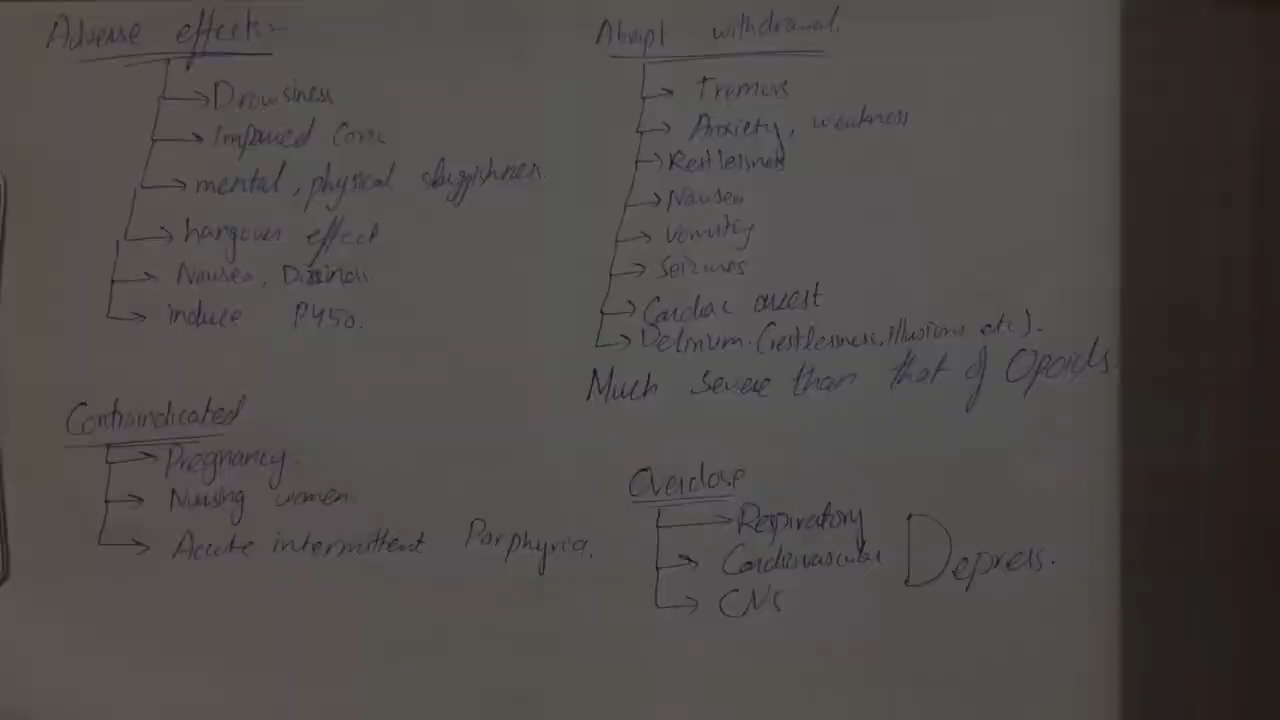 Adverse effect:-
Drowsiness
Impaired Conc
mental, physical sluggishness
hangover effect
Nausea, Dizziness
induce P450.
Contraindicated
Pregnancy.
Nursing women
Acute intermittent Porphyria.
Abrupt withdrawal.
Tremors
Anxiety, weakness
Restlessness
Nausea
Vomiting
Seizures
Cardiac arrest
Delirium. (restlessness, illusions etc).
Much severe than that of Opoids
Overdose
Respiratory
Cardiovascular
CNS
Depress.